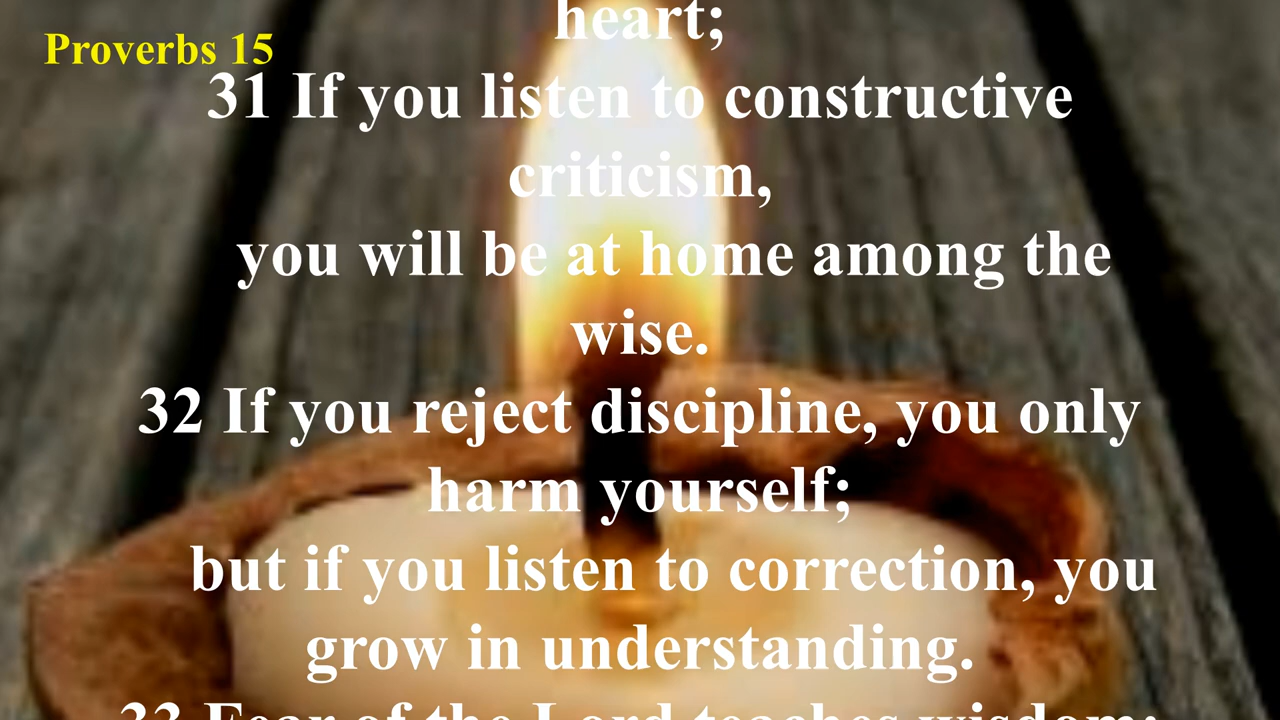 heart;
Proverbs 15
31 If you listen to constructive
criticism,
you will be at home among the
wise.
32 If you reject discipline, you only
harm yourself;
but if you listen to correction, you
grow in understanding.
33 Fear of the Lord teaches wisdom;